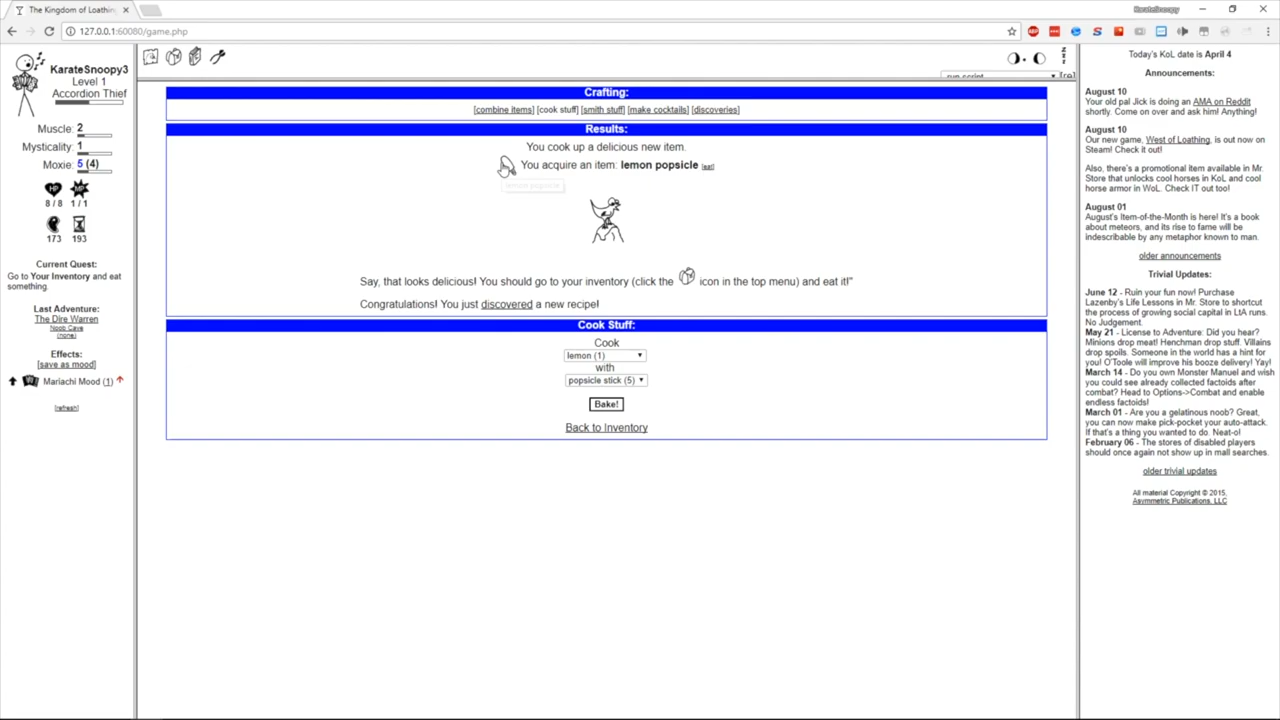 The Kingdom of Loathing
KarateSnoopy
127.0.0.1:60080/game.php
KarateSnoopy3
Level 1
Accordion Thief
Muscle: 2
Mysticality: 1
Moxie: 5 (4)
HP MP
8 / 8 1 / 1
173 193
Current Quest:
Go to Your Inventory and eat
something.
Last Adventure:
The Dire Warren
Noob Cave
(none)
Effects:
[save as mood]
Mariachi Mood (1)
[refresh]
run script
Crafting:
[combine items] [cook stuff] [smith stuff] [make cocktails] [discoveries]
Results:
You cook up a delicious new item.
You acquire an item: lemon popsicle [eat]
lemon popsicle
Say, that looks delicious! You should go to your inventory (click the icon in the top menu) and eat it!"
Congratulations! You just discovered a new recipe!
Cook Stuff:
Cook
lemon (1)
with
popsicle stick (5)
Bake!
Back to Inventory
Today's KoL date is April 4
Announcements:
August 10
Your old pal Jick is doing an AMA on Reddit
shortly. Come on over and ask him! Anything!
August 10
Our new game, West of Loathing, is out now on
Steam! Check it out!
Also, there's a promotional item available in Mr.
Store that unlocks cool horses in KoL and cool
horse armor in WoL. Check IT out too!
August 01
August's Item-of-the-Month is here! It's a book
about meteors, and its rise to fame will be
indescribable by any metaphor known to man.
older announcements
Trivial Updates:
June 12 - Ruin your fun now! Purchase
Lazenby's Life Lessons in Mr. Store to shortcut
the process of growing social capital in LtA runs.
No Judgement.
May 21 - License to Adventure: Did you hear?
Minions drop meat! Henchman drop stuff. Villains
drop spoils. Someone in the world has a hint for
you! O'Toole will improve his booze delivery! Yay!
March 14 - Do you own Monster Manuel and wish
you could see already collected factoids after
combat? Head to Options->Combat and enable
endless factoids!
March 01 - Are you a gelatinous noob? Great,
you can now make pick-pocket your auto-attack.
If that's a thing you wanted to do. Neat-o!
February 06 - The stores of disabled players
should once again not show up in mall searches.
older trivial updates
All material Copyright © 2015,
Asymmetric Publications, LLC